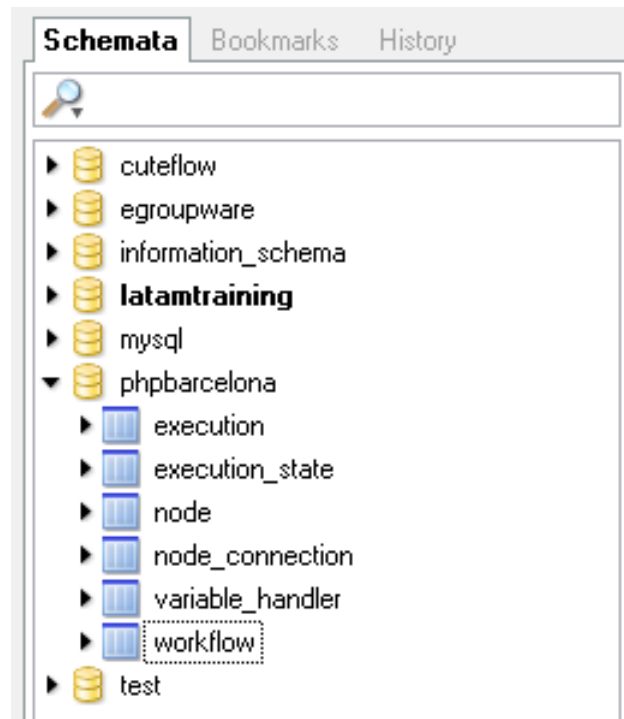 Schemata Bookmarks History
cuteflow
egroupware
information_schema
latamtraining
mysql
phpbarcelona
execution
execution_state
node
node_connection
variable_handler
workflow
test